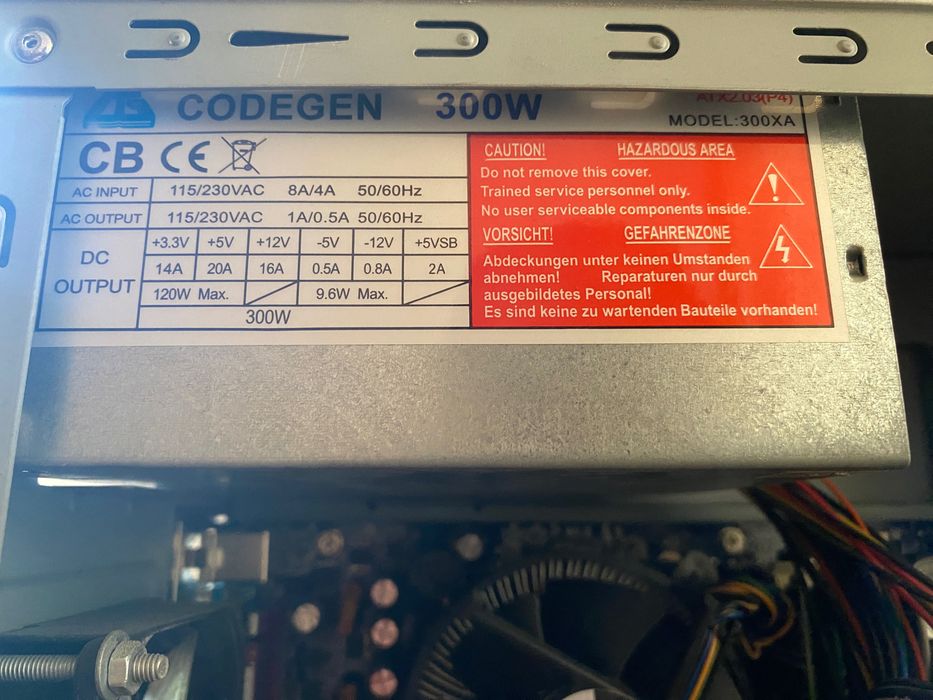 CODEGEN 300W
ATX2.03(P4)
MODEL:300XA
CB CE
AC INPUT 115/230VAC 8A/4A 50/60Hz
AC OUTPUT 115/230VAC 1A/0.5A 50/60Hz
DC OUTPUT
+3.3V +5V +12V -5V -12V +5VSB
14A 20A 16A 0.5A 0.8A 2A
120W Max. 9.6W Max.
300W
CAUTION! HAZARDOUS AREA
Do not remove this cover.
Trained service personnel only.
No user serviceable components inside.
VORSICHT! GEFAHRENZONE
Abdeckungen unter keinen Umstanden
abnehmen! Reparaturen nur durch
ausgebildetes Personal!
Es sind keine zu wartenden Bauteile vorhanden!